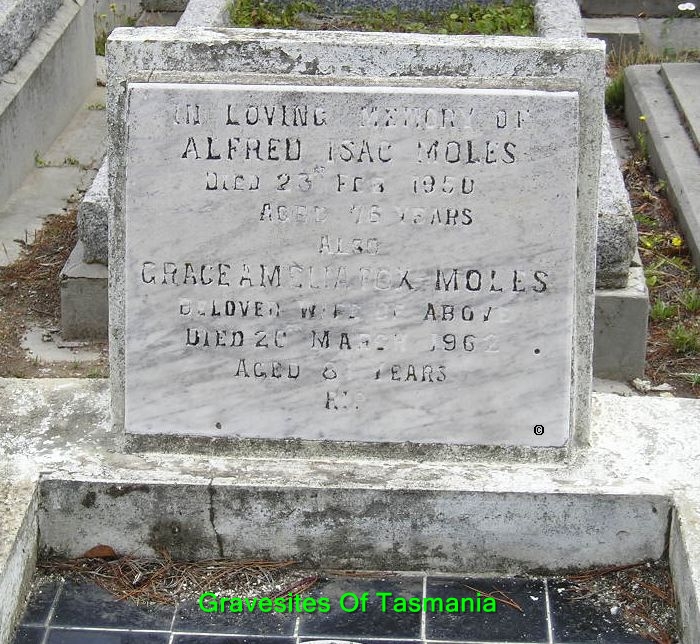 IN LOVING MEMORY OF
ALFRED ISAC MOLES
DIED 23RD FEB 1950
AGED 76 YEARS
ALSO
GRACE AMELIA FOX MOLES
BELOVED WIFE OF ABOVE
DIED MARCH 1962
AGED YEARS
©
Gravesites Of Tasmania